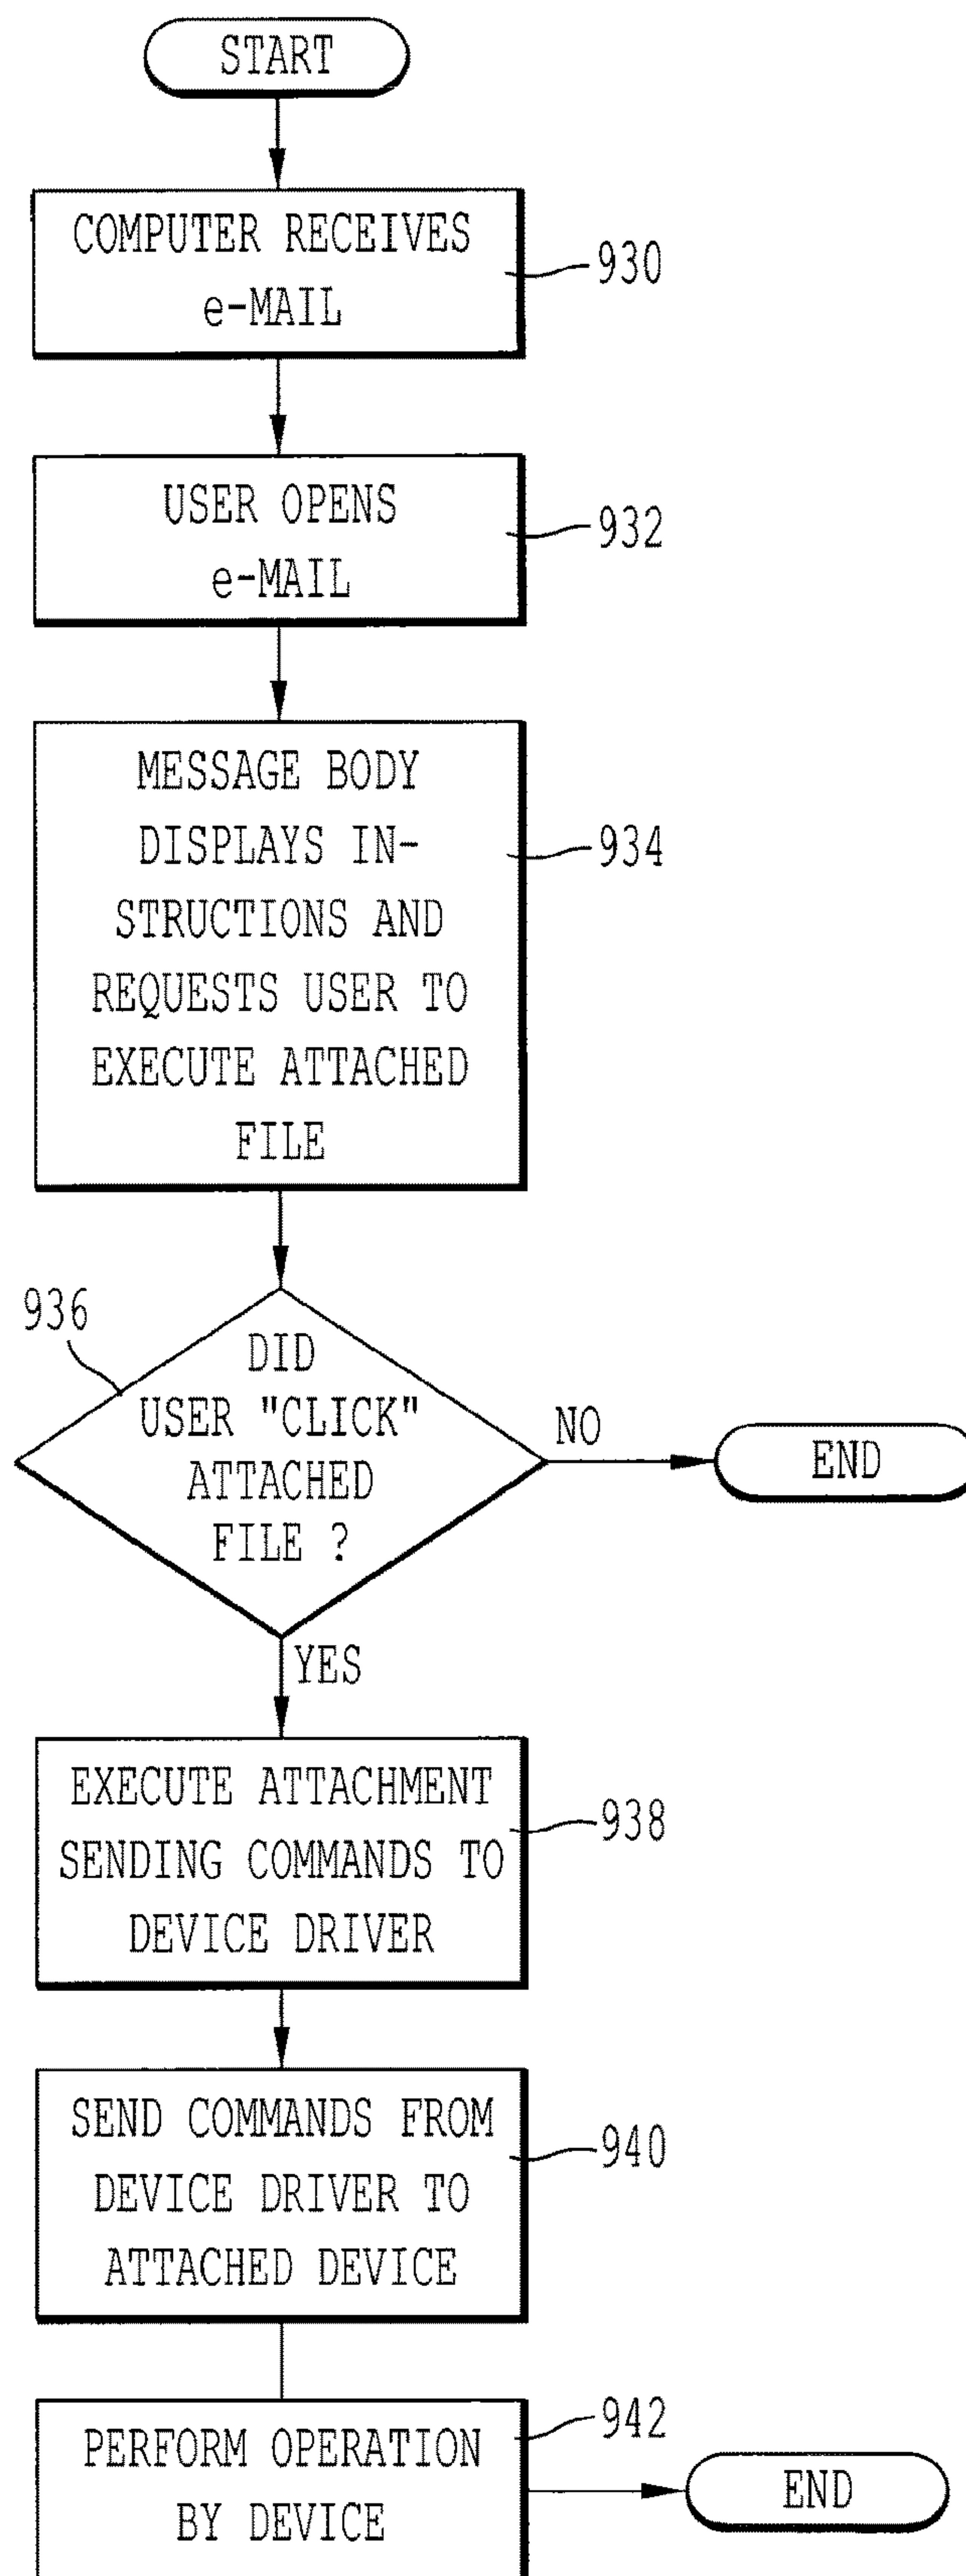 START
COMPUTER RECEIVES
e-MAIL
930
USER OPENS
e-MAIL
932
MESSAGE BODY
DISPLAYS IN-
STRUCTIONS AND
REQUESTS USER TO
EXECUTE ATTACHED
FILE
934
936
DID
USER "CLICK"
ATTACHED
FILE ?
NO
END
YES
EXECUTE ATTACHMENT
SENDING COMMANDS TO
DEVICE DRIVER
938
SEND COMMANDS FROM
DEVICE DRIVER TO
ATTACHED DEVICE
940
PERFORM OPERATION
BY DEVICE
942
END